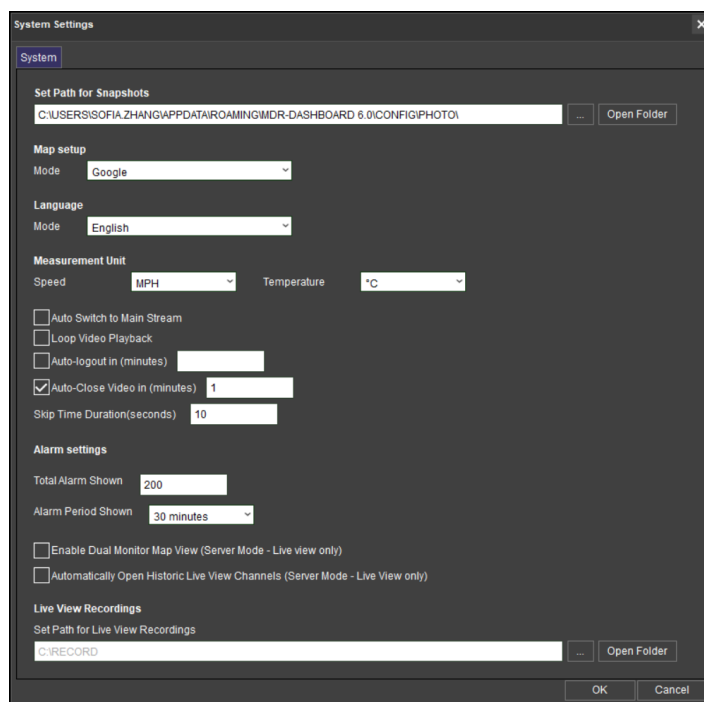 System Settings
System
Set Path for Snapshots
C:\USERS\SOFIA.ZHANG\APPDATA\ROAMING\MDR-DASHBOARD 6.0\CONFIG\PHOTO\ ... Open Folder
Map setup
Mode Google
Language
Mode English
Measurement Unit
Speed MPH Temperature °C
Auto Switch to Main Stream
Loop Video Playback
Auto-logout in (minutes)
Auto-Close Video in (minutes) 1
Skip Time Duration(seconds) 10
Alarm settings
Total Alarm Shown 200
Alarm Period Shown 30 minutes
Enable Dual Monitor Map View (Server Mode - Live view only)
Automatically Open Historic Live View Channels (Server Mode - Live View only)
Live View Recordings
Set Path for Live View Recordings
C:\RECORD ... Open Folder
OK Cancel